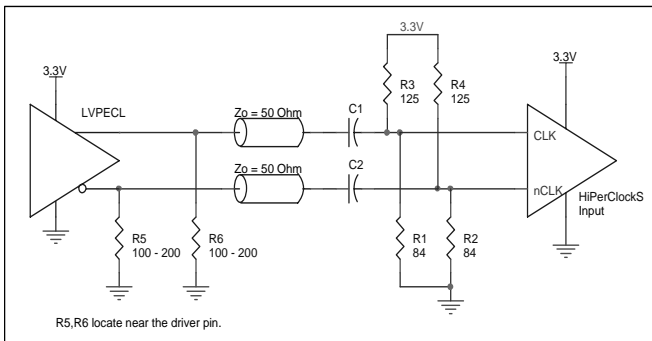 3.3V
3.3V
3.3V
LVPECL
R3
125
R4
125
Zo = 50 Ohm
C1
CLK
Zo = 50 Ohm
C2
nCLK
HiPerClockS
Input
R5
100 - 200
R6
100 - 200
R1
84
R2
84
R5,R6 locate near the driver pin.